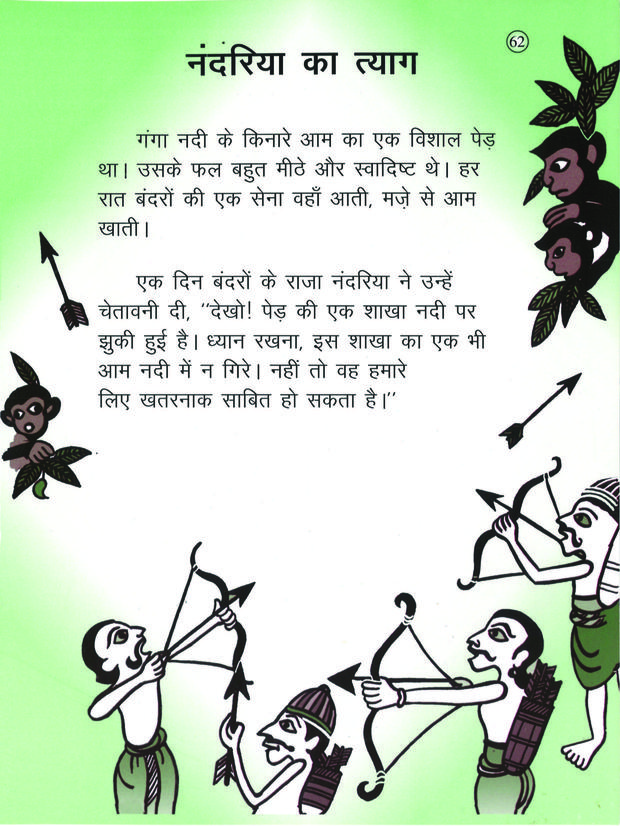 62
नंदरिया का त्याग
गंगा नदी के किनारे आम का एक विशाल पेड़
था। उसके फल बहुत मीठे और स्वादिष्ट थे। हर
रात बंदरों की एक सेना वहाँ आती, मज़े से आम
खाती।
एक दिन बंदरों के राजा नंदरिया ने उन्हें
चेतावनी दी, ''देखो! पेड़ की एक शाखा नदी पर
झुकी हुई है। ध्यान रखना, इस शाखा का एक भी
आम नदी में न गिरे। नहीं तो वह हमारे
लिए खतरनाक साबित हो सकता है।''